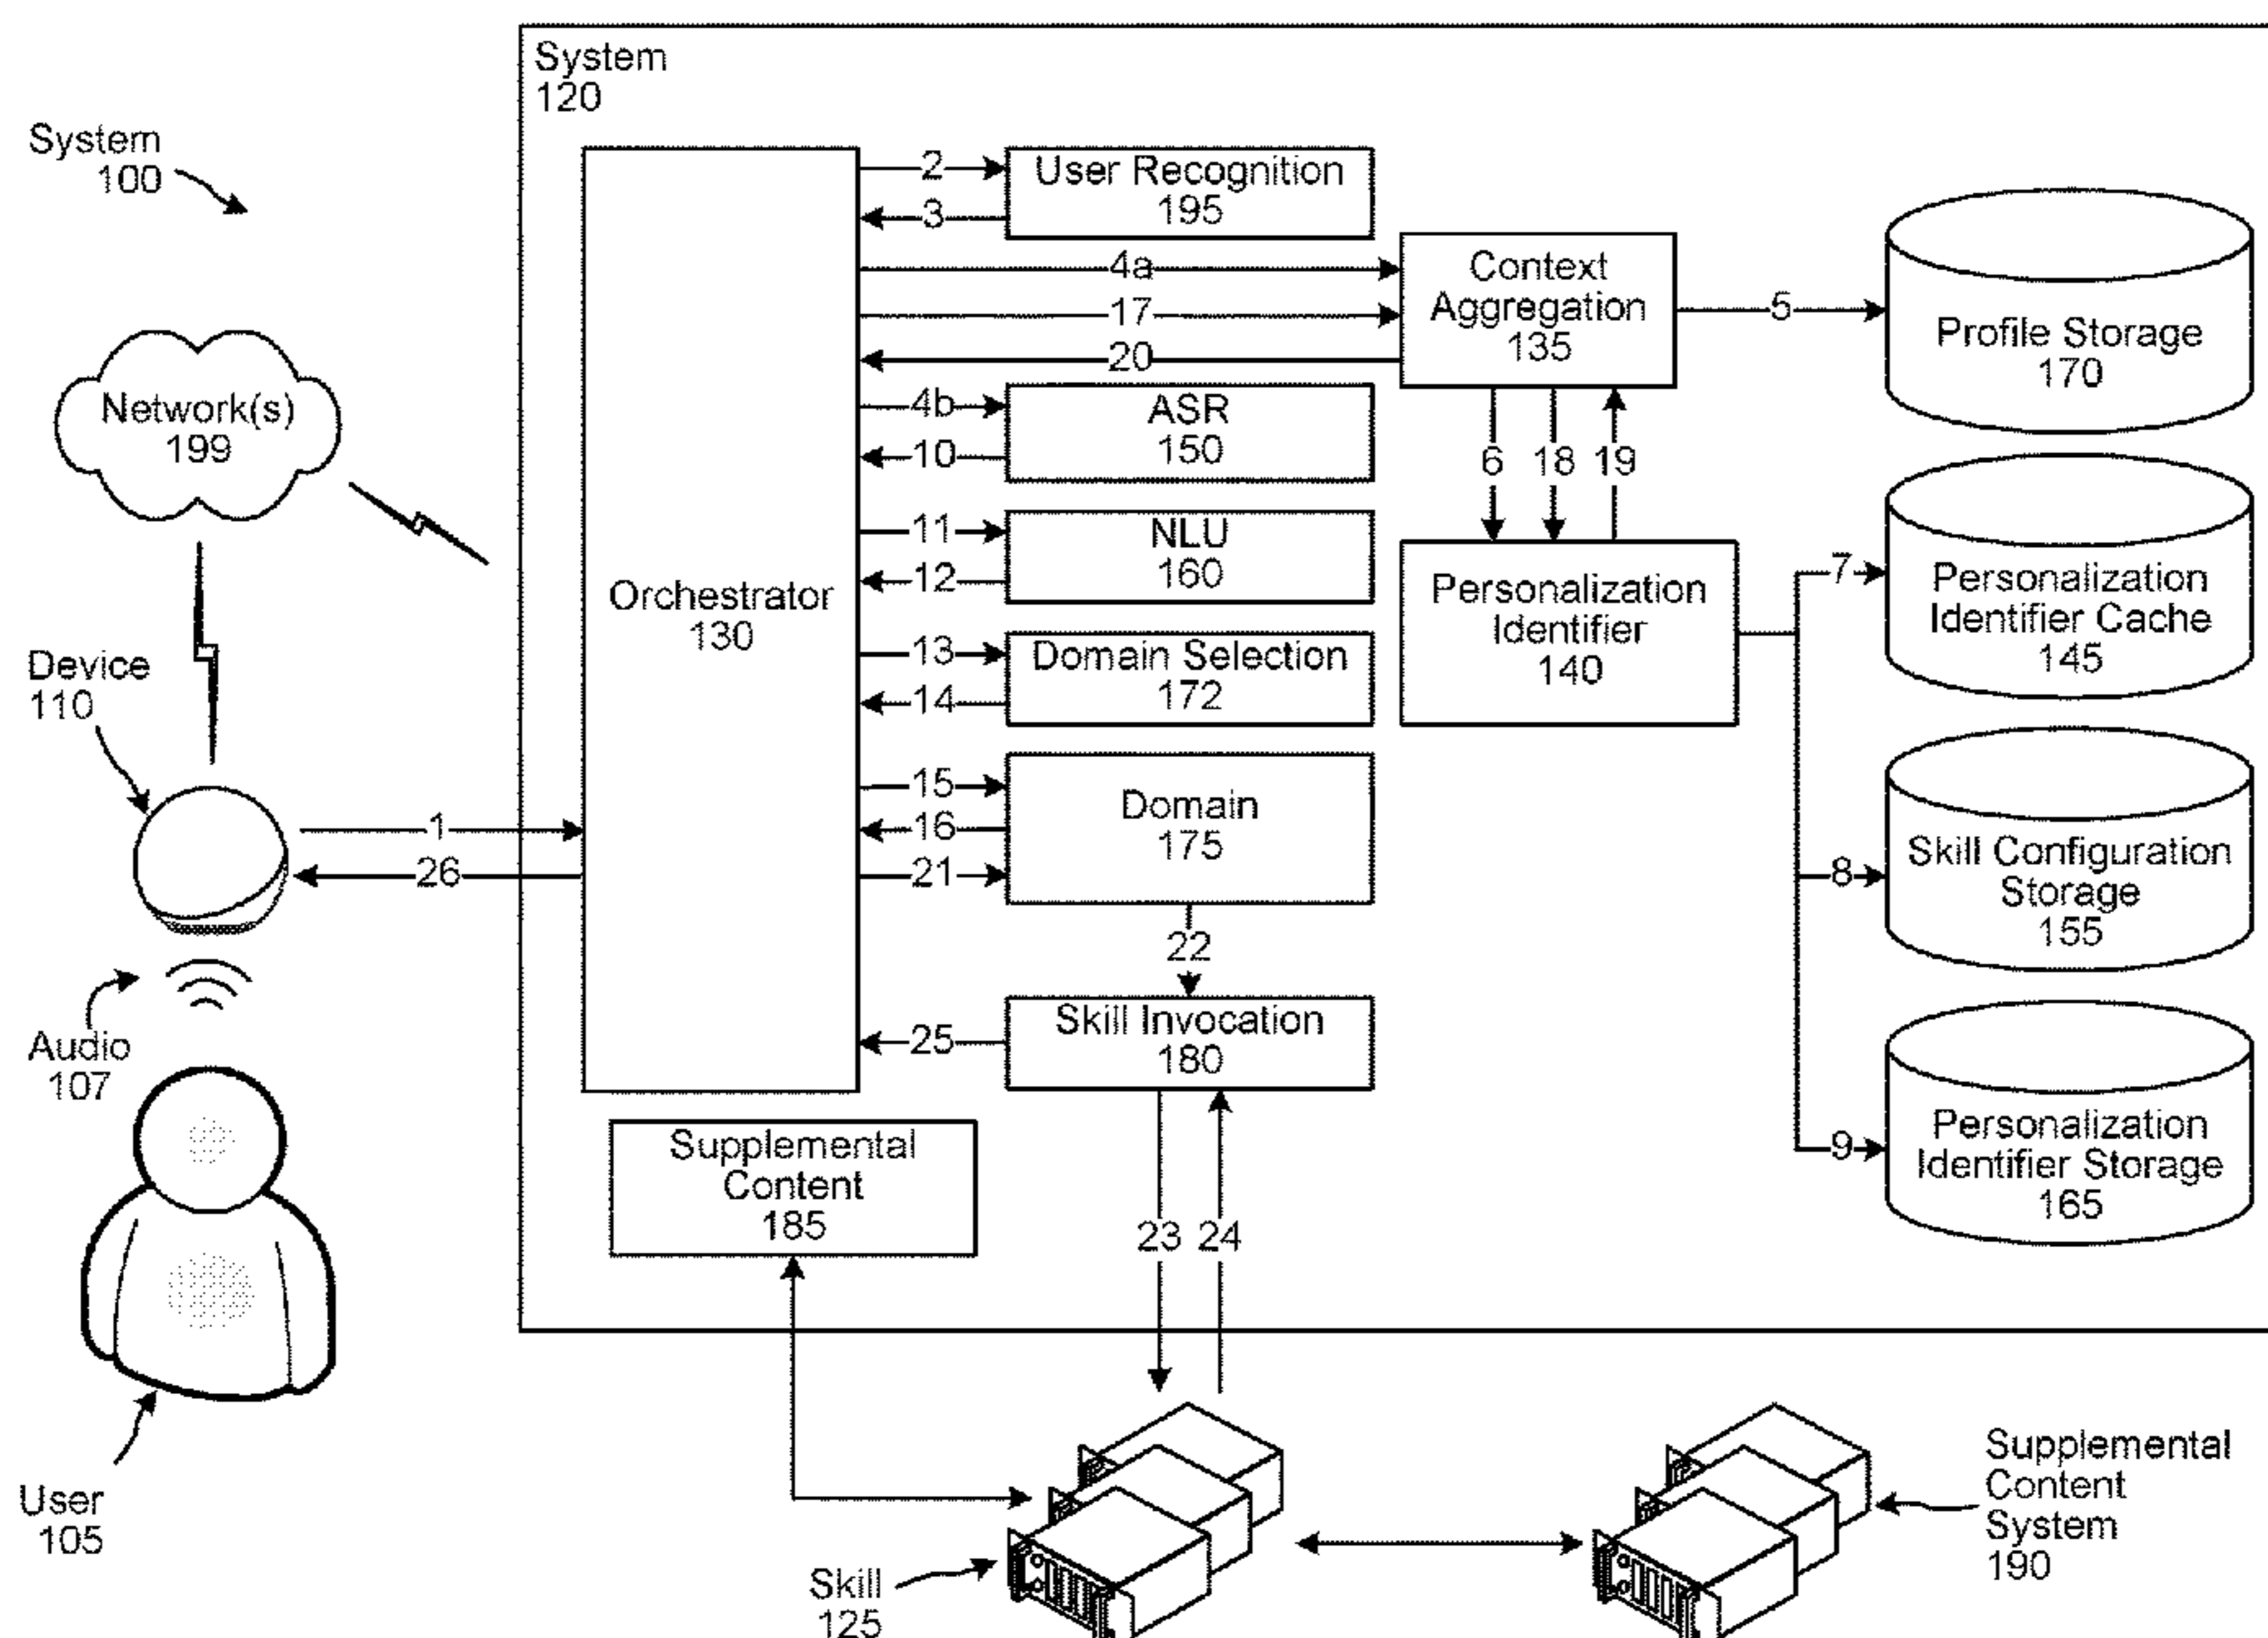 System
120
System
100
2
User Recognition
195
3
4a
Context
Aggregation
135
17
20
5
Profile Storage
170
Network(s)
199
4b
ASR
150
10
6
18
19
11
NLU
160
12
Orchestrator
130
Personalization
Identifier
140
7
Personalization
Identifier Cache
145
13
Domain Selection
172
14
Device
110
15
Domain
175
16
21
1
26
8
Skill Configuration
Storage
155
22
Skill Invocation
180
25
Audio
107
Supplemental
Content
185
9
Personalization
Identifier Storage
165
23
24
User
105
Skill
125
Supplemental
Content
System
190